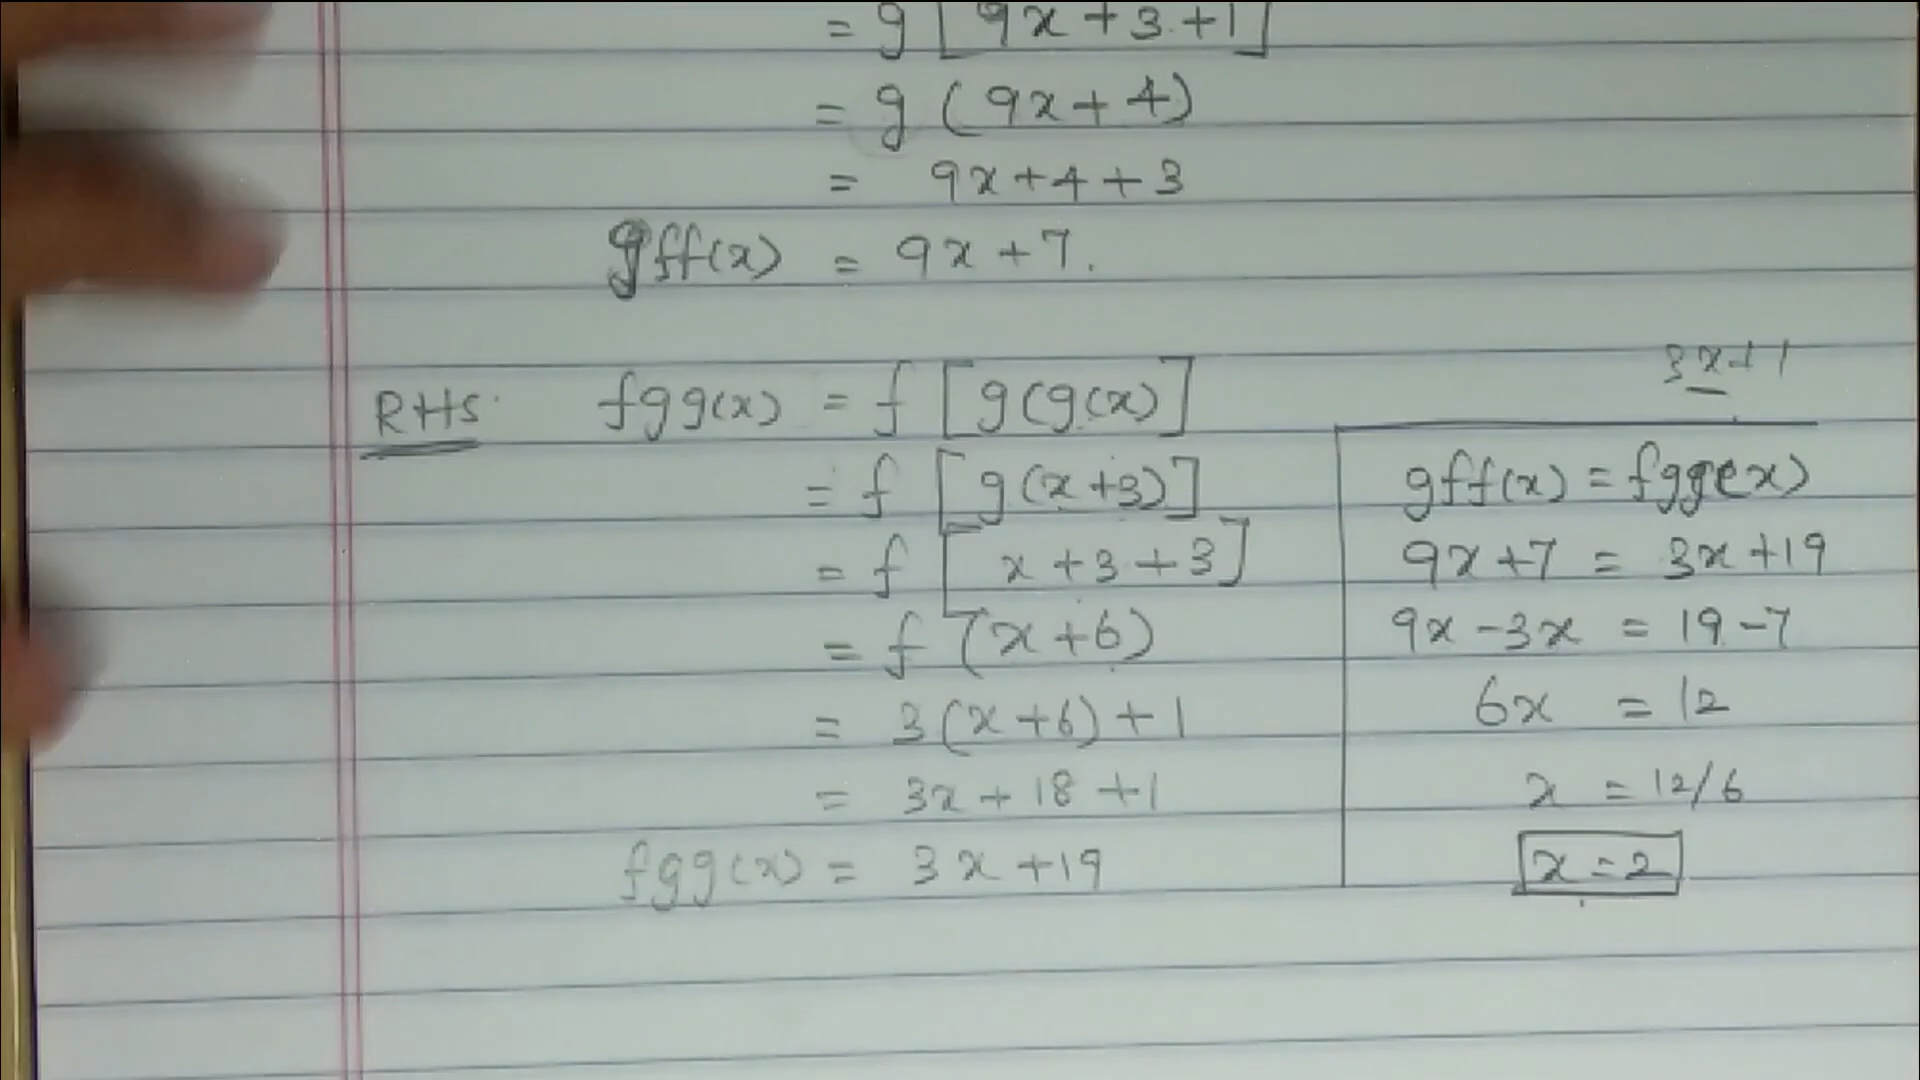 = g [9x+3+1]
= g (9x+4)
= 9x+4+3
gff(x) = 9x+7.
RHS fgg(x) = f [g(g(x)]
= f [g(x+3)]
= f [x+3+3]
= f (x+6)
= 3(x+6)+1
= 3x+18+1
fgg(x) = 3x+19
3x+1
gff(x) = fgg(x)
9x+7 = 3x+19
9x-3x = 19-7
6x = 12
x = 12/6
x = 2